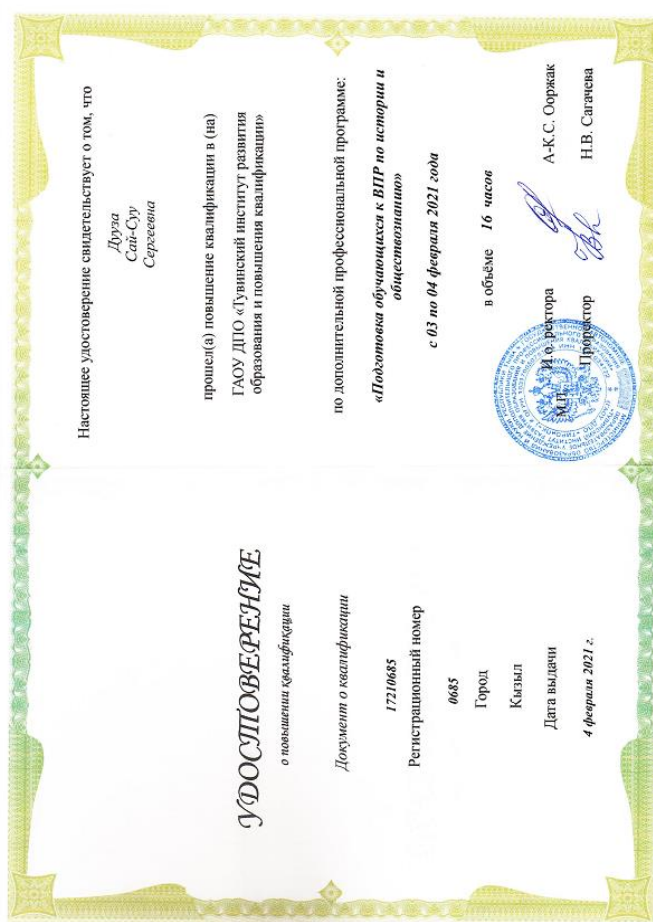 УДОСТОВЕРЕНИЕ
о повышении квалификации
Документ о квалификации
17210685
Регистрационный номер
0685
Город
Кызыл
Дата выдачи
4 февраля 2021 г.
Настоящее удостоверение свидетельствует о том, что
Дууза
Сай-Суу
Сергеевна
прошел(а) повышение квалификации в (на)
ГАОУ ДПО «Тувинский институт развития
образования и повышения квалификации»
по дополнительной профессиональной программе:
«Подготовка обучающихся к ВПР по истории и
обществознанию»
с 03 по 04 февраля 2021 года
в объёме 16 часов
М.П. И.о. ректора А-К.С. Ооржак
Проректор Н.В. Сагачева